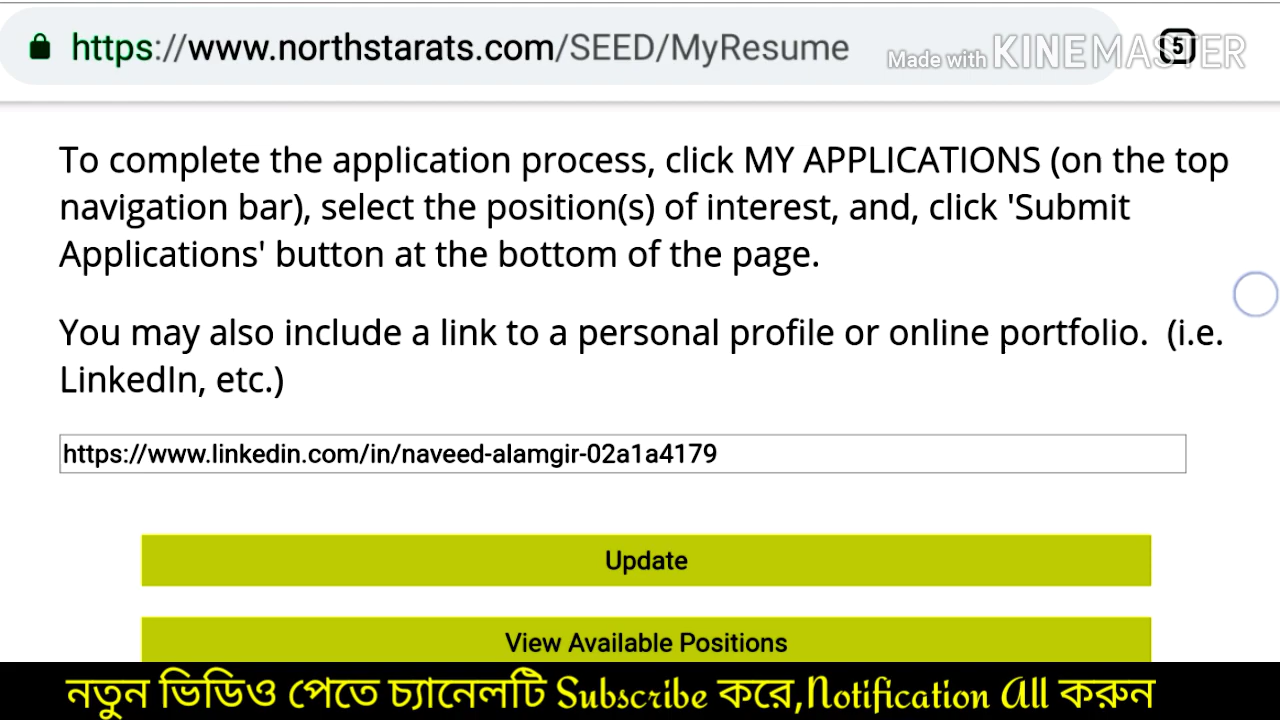 https://www.northstarats.com/SEED/MyResume
Made with KINEMASTER
5
To complete the application process, click MY APPLICATIONS (on the top
navigation bar), select the position(s) of interest, and, click 'Submit
Applications' button at the bottom of the page.
You may also include a link to a personal profile or online portfolio. (i.e.
LinkedIn, etc.)
https://www.linkedin.com/in/naveed-alamgir-02a1a4179
Update
View Available Positions
নতুন ভিডিও পেতে চ্যানেলটি Subscribe করে,Notification All করুন